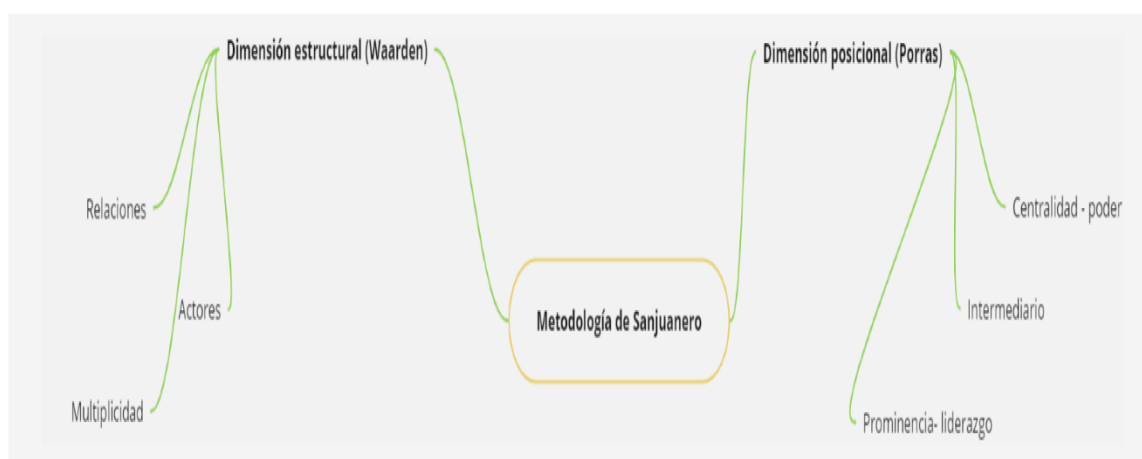 Dimensión estructural (Waarden)
Dimensión posicional (Porras)
Relaciones
Centralidad - poder
Actores
Intermediario
Metodología de Sanjuanero
Multiplicidad
Prominencia- liderazgo